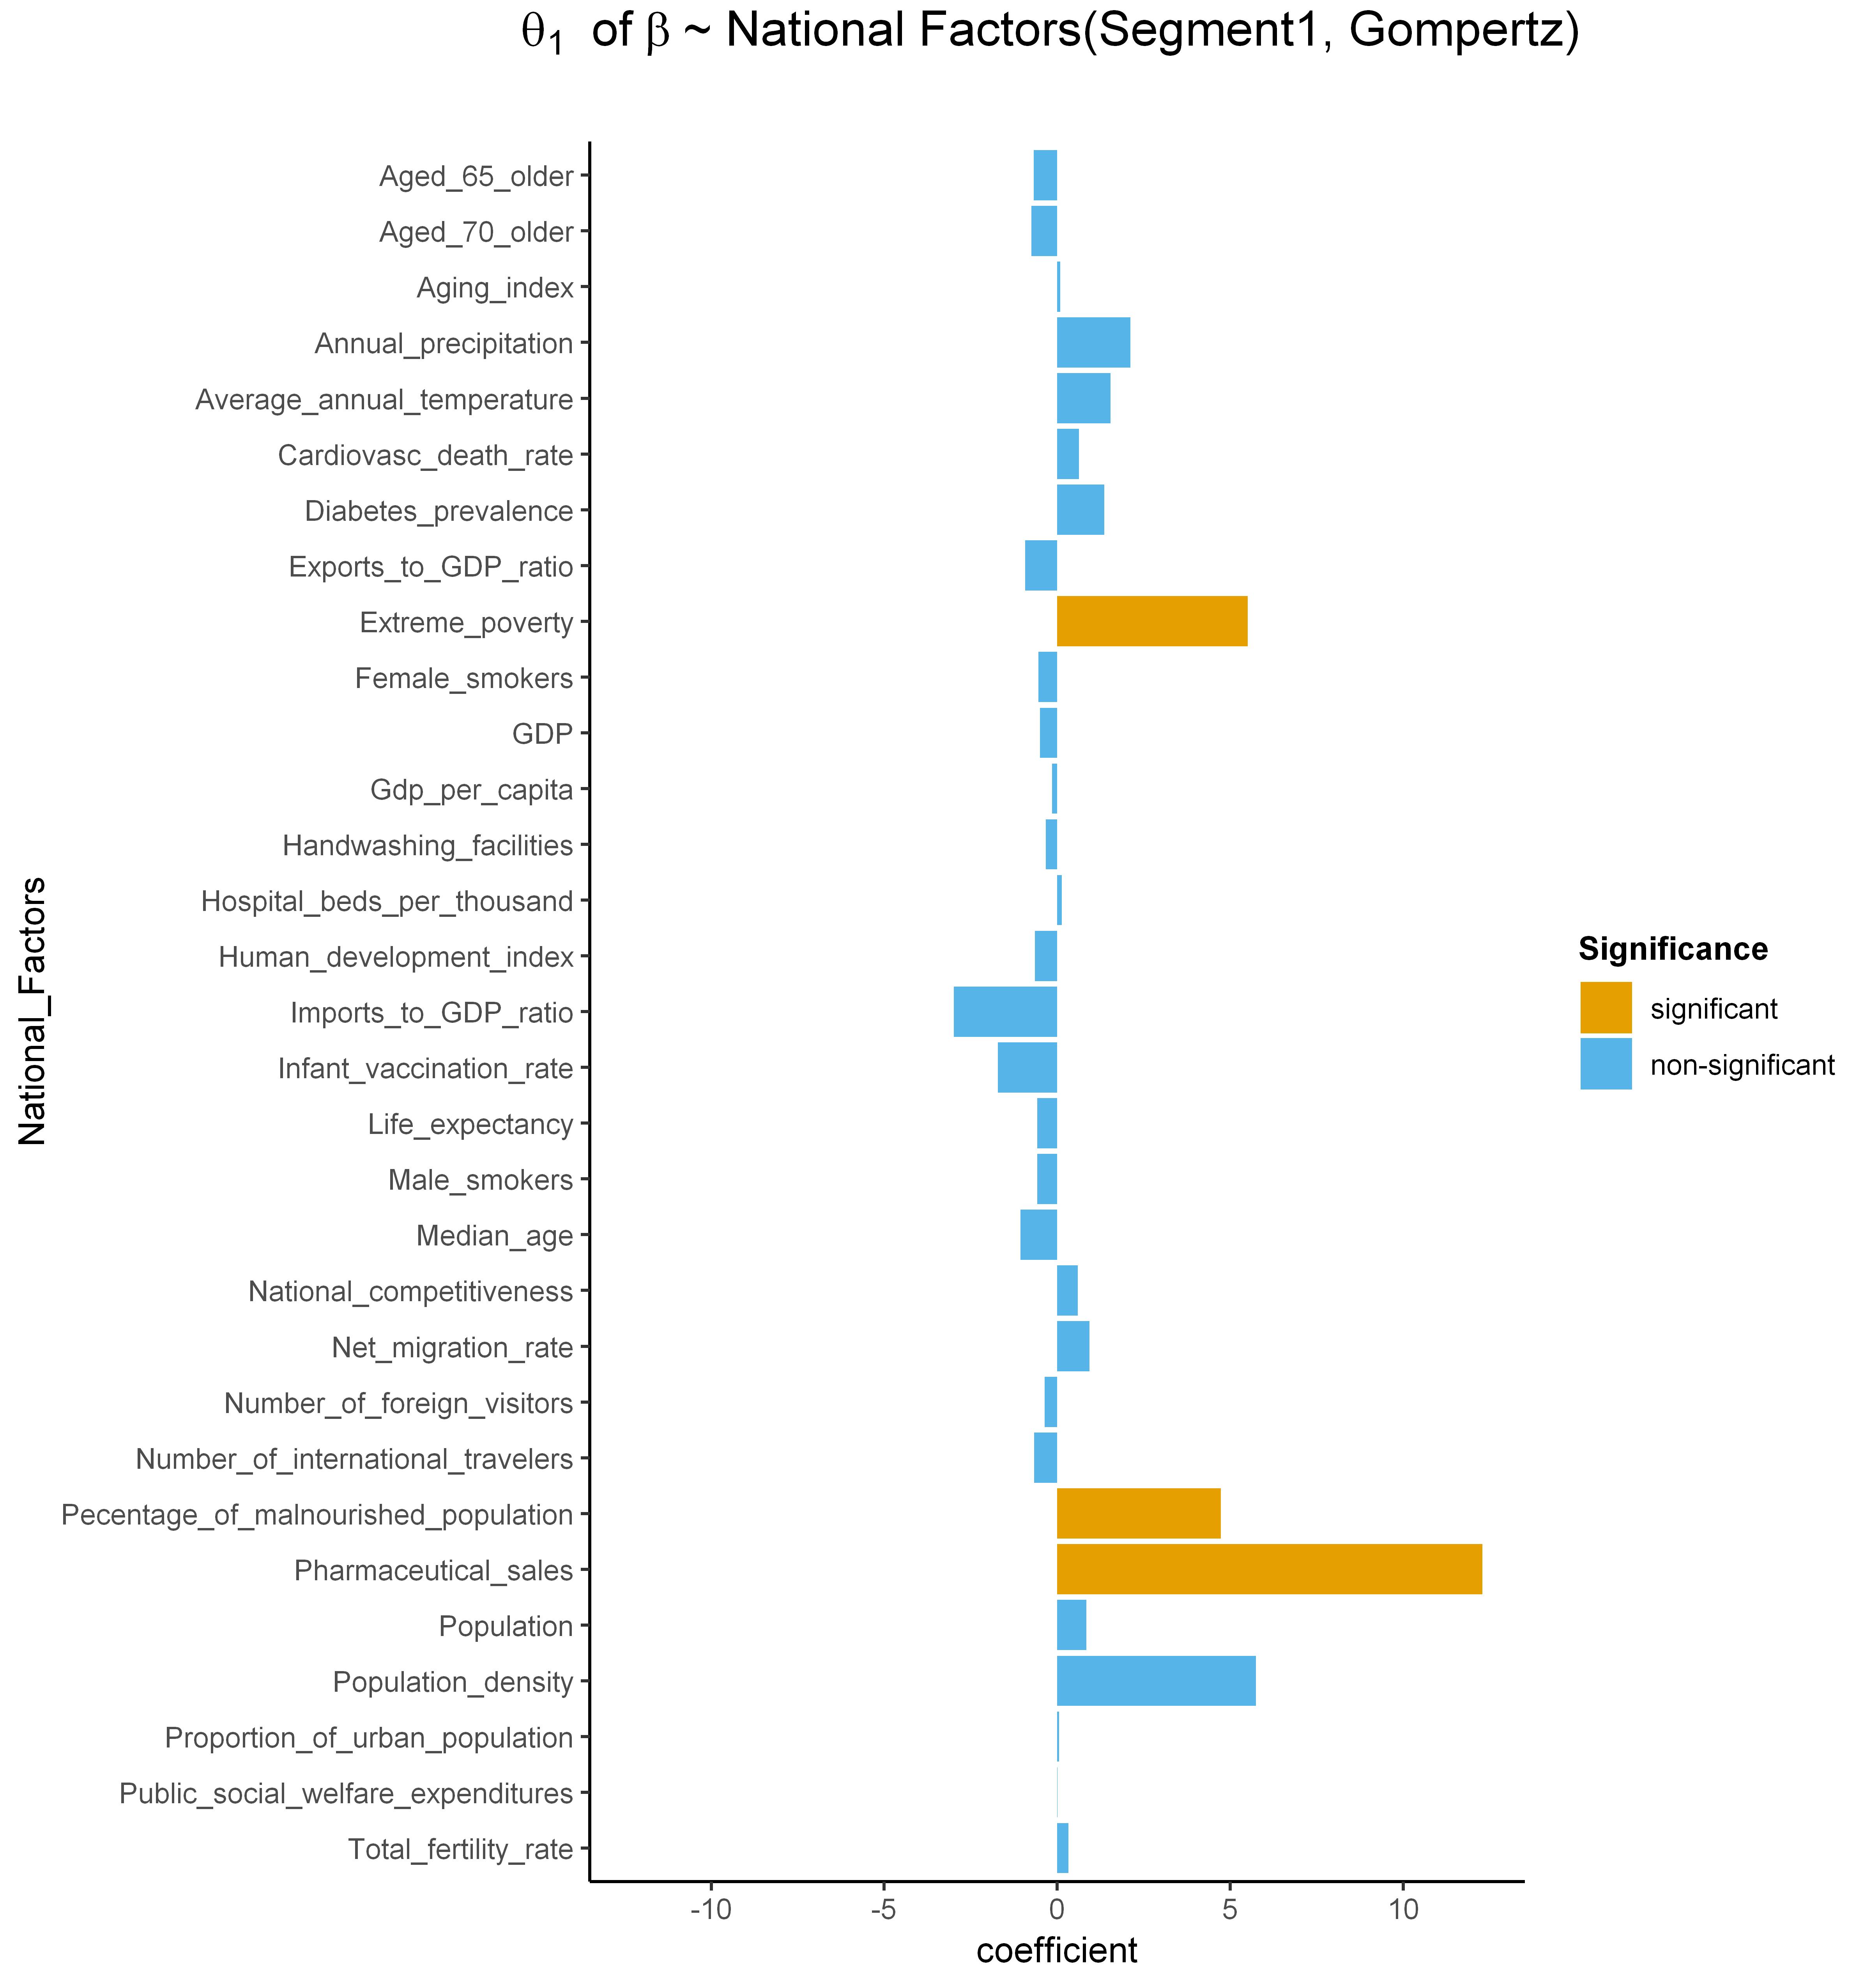 θ₁ of β ~ National Factors(Segment1, Gompertz)
National_Factors
Aged_65_older
Aged_70_older
Aging_index
Annual_precipitation
Average_annual_temperature
Cardiovasc_death_rate
Diabetes_prevalence
Exports_to_GDP_ratio
Extreme_poverty
Female_smokers
GDP
Gdp_per_capita
Handwashing_facilities
Hospital_beds_per_thousand
Human_development_index
Imports_to_GDP_ratio
Infant_vaccination_rate
Life_expectancy
Male_smokers
Median_age
National_competitiveness
Net_migration_rate
Number_of_foreign_visitors
Number_of_international_travelers
Pecentage_of_malnourished_population
Pharmaceutical_sales
Population
Population_density
Proportion_of_urban_population
Public_social_welfare_expenditures
Total_fertility_rate
-10 -5 0 5 10
coefficient
Significance
significant
non-significant